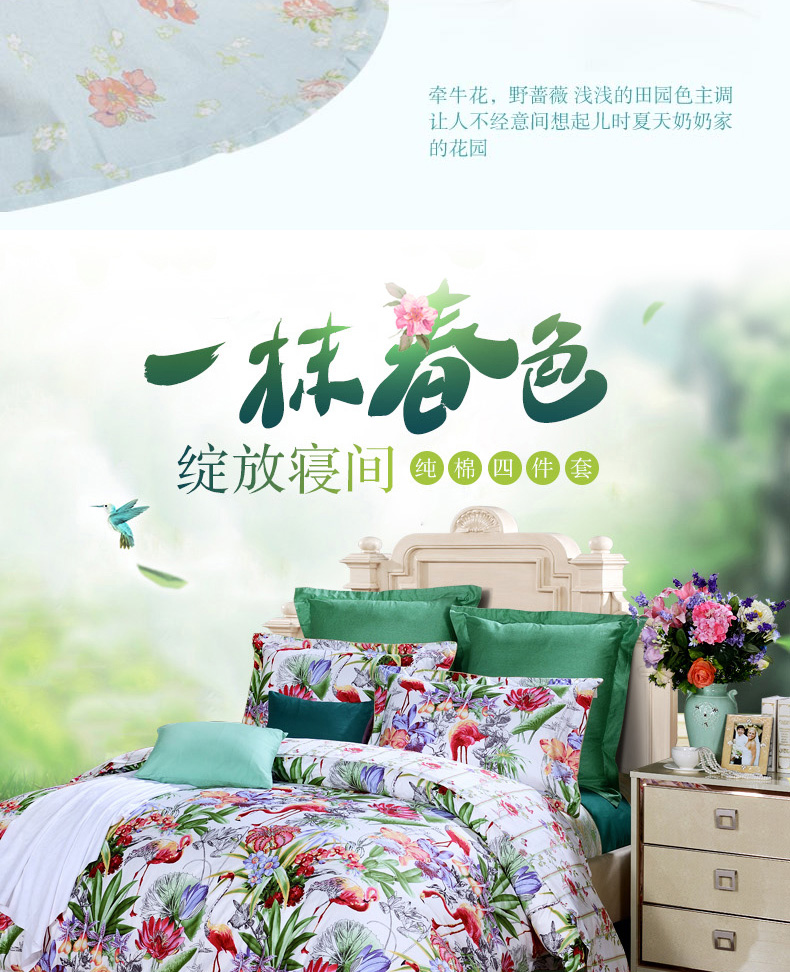 牵牛花，野蔷薇 浅浅的田园色主调
让人不经意间想起儿时夏天奶奶家
的花园
一抹春色
绽放寝间 纯棉四件套